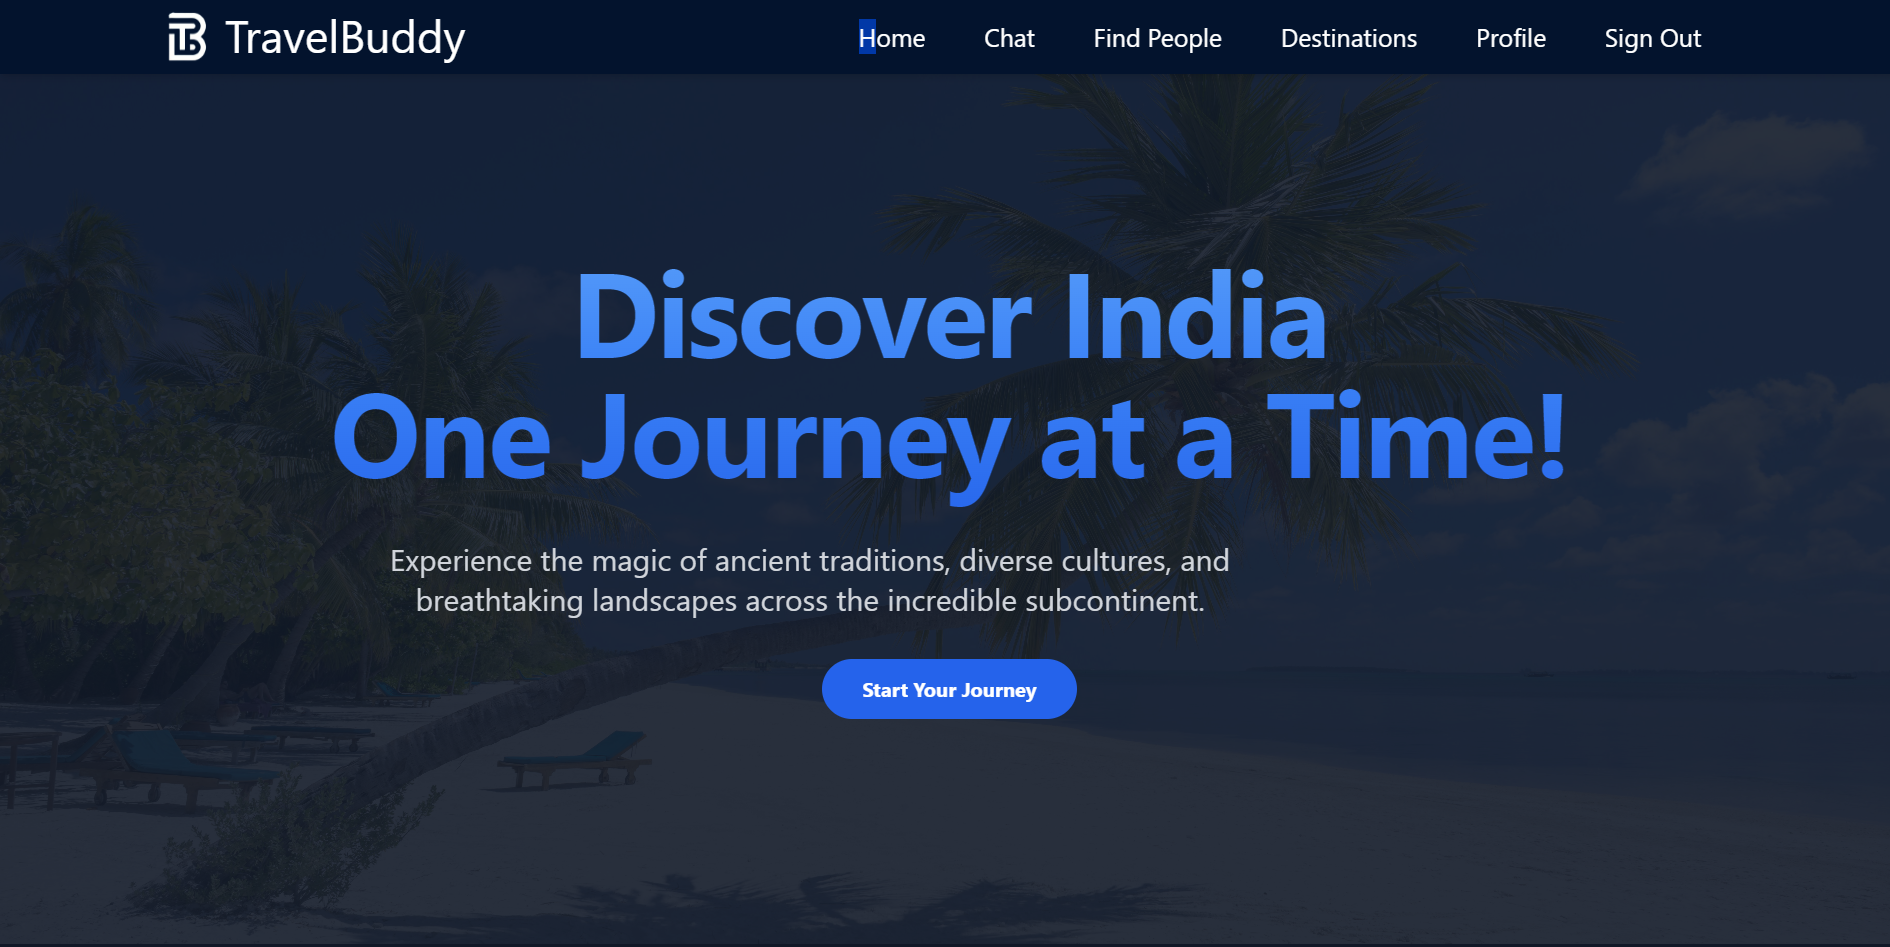 TravelBuddy
Home Chat Find People Destinations Profile Sign Out
Discover India
One Journey at a Time!
Experience the magic of ancient traditions, diverse cultures, and
breathtaking landscapes across the incredible subcontinent.
Start Your Journey